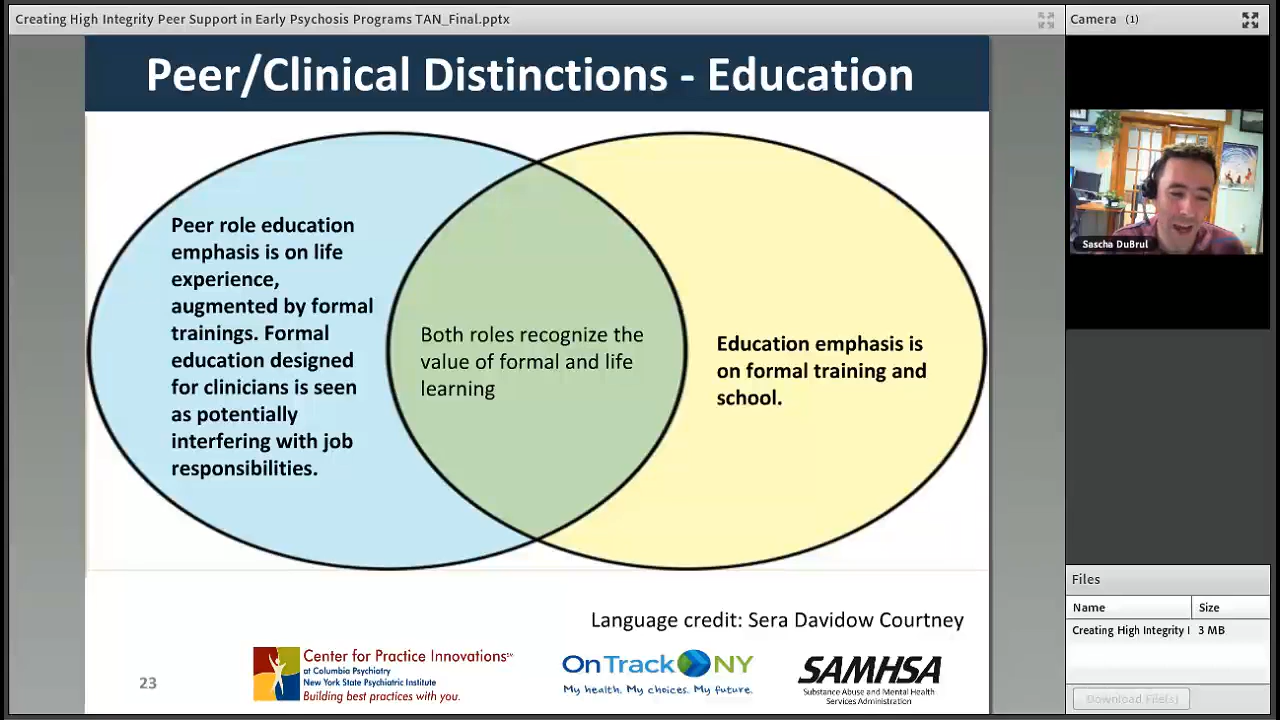 Creating High Integrity Peer Support in Early Psychosis Programs TAN_Final.pptx
Camera (1)
Peer/Clinical Distinctions - Education
Peer role education
emphasis is on life
experience,
augmented by formal
trainings. Formal
education designed
for clinicians is seen
as potentially
interfering with job
responsibilities.
Both roles recognize the
value of formal and life
learning
Education emphasis is
on formal training and
school.
Sascha DuBrul
Language credit: Sera Davidow Courtney
23
Center for Practice Innovations℠
at Columbia Psychiatry
New York State Psychiatric Institute
Building best practices with you.
OnTrackNY
My health. My choices. My future.
SAMHSA
Substance Abuse and Mental Health
Services Administration
Files
Name Size
Creating High Integrity I 3 MB
Download File(s)